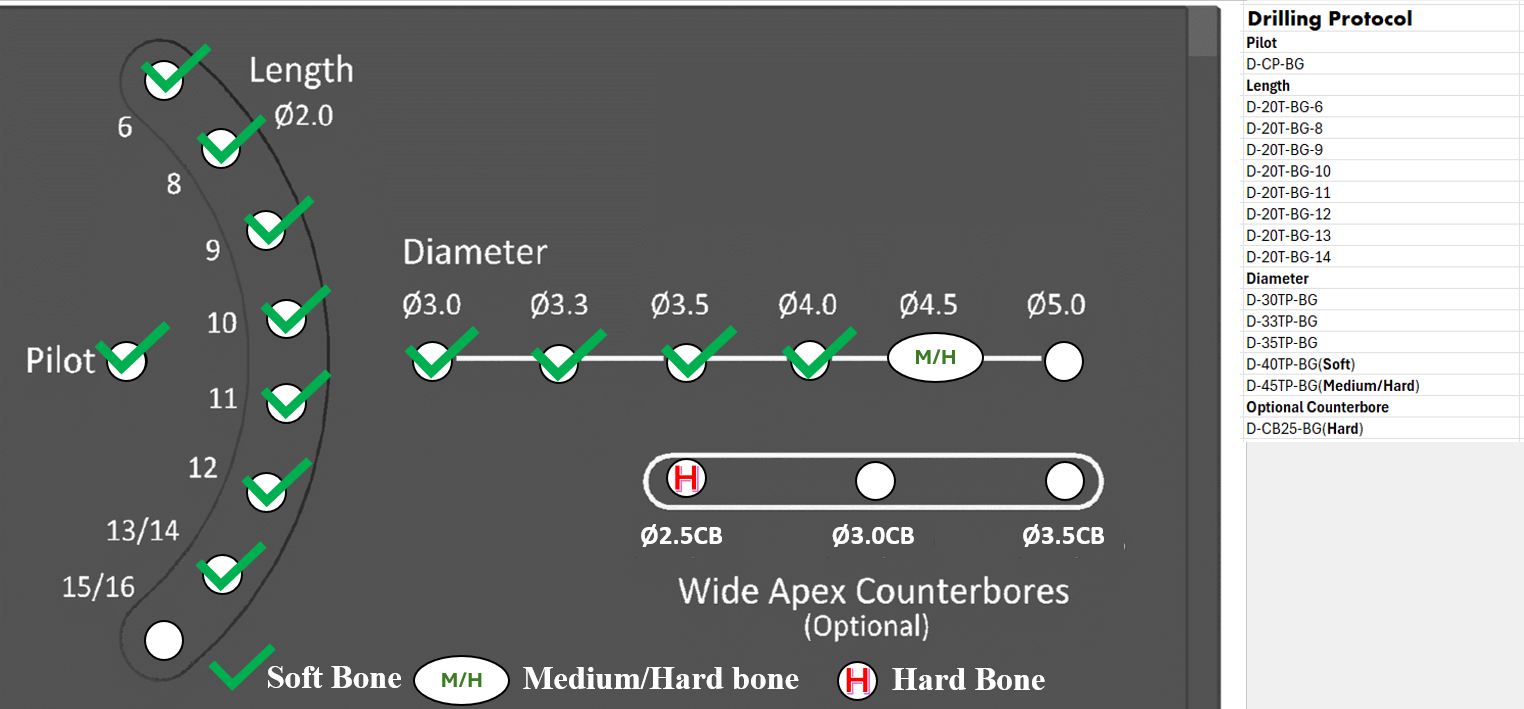 Length
Ø2.0
6
8
9
10
Pilot
11
12
13/14
15/16
Diameter
Ø3.0 Ø3.3 Ø3.5 Ø4.0 Ø4.5 Ø5.0
M/H
H
Ø2.5CB Ø3.0CB Ø3.5CB
Wide Apex Counterbores
(Optional)
Soft Bone M/H Medium/Hard bone H Hard Bone
Drilling Protocol
Pilot
D-CP-BG
Length
D-20T-BG-6
D-20T-BG-8
D-20T-BG-9
D-20T-BG-10
D-20T-BG-11
D-20T-BG-12
D-20T-BG-13
D-20T-BG-14
Diameter
D-30TP-BG
D-33TP-BG
D-35TP-BG
D-40TP-BG(Soft)
D-45TP-BG(Medium/Hard)
Optional Counterbore
D-CB25-BG(Hard)